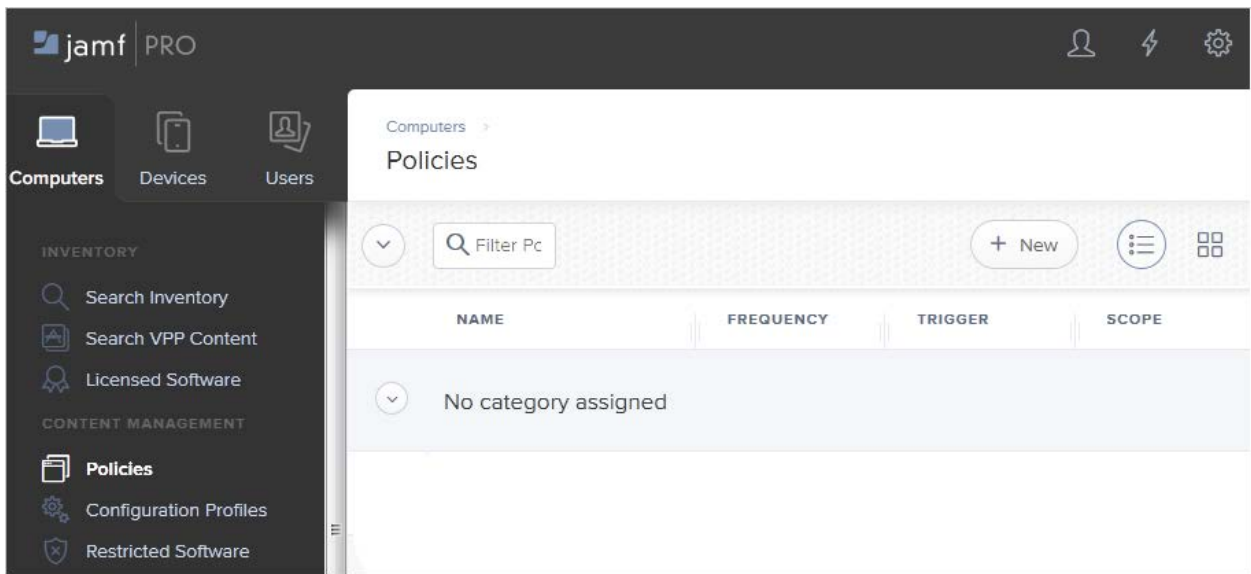 jamf PRO
Computers Devices Users
INVENTORY
Search Inventory
Search VPP Content
Licensed Software
CONTENT MANAGEMENT
Policies
Configuration Profiles
Restricted Software
Computers
Policies
Filter Pc
+ New
NAME FREQUENCY TRIGGER SCOPE
No category assigned